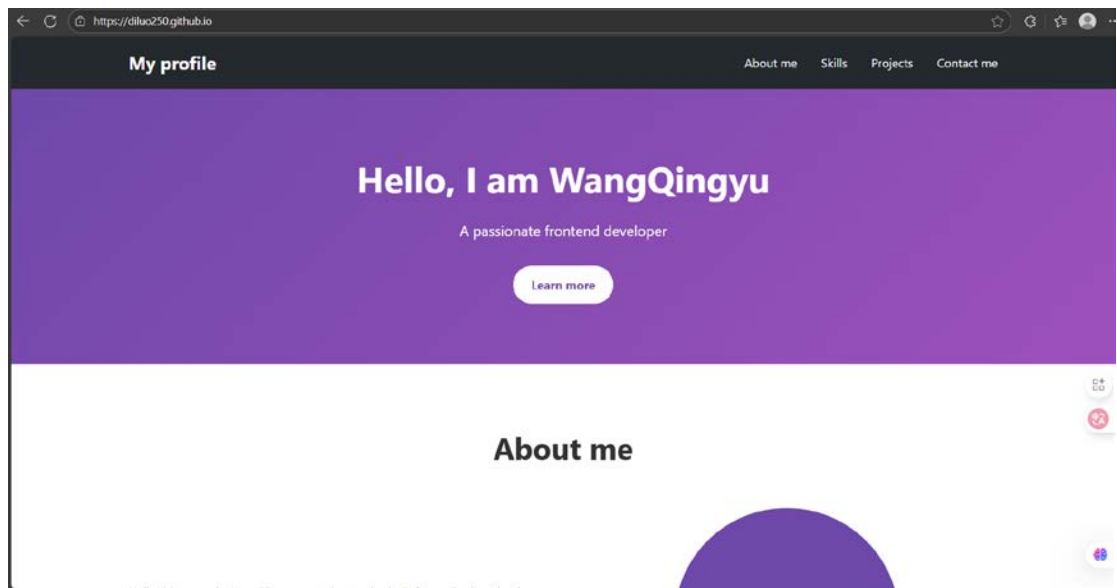 https://diluo250.github.io
My profile
About me Skills Projects Contact me
Hello, I am WangQingyu
A passionate frontend developer
Learn more
About me